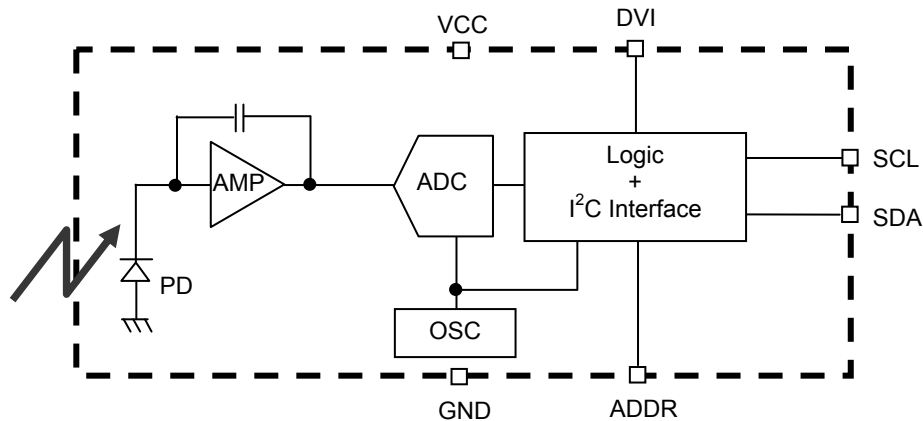 VCC
DVI
AMP
ADC
Logic
+
I²C Interface
SCL
SDA
PD
OSC
GND
ADDR